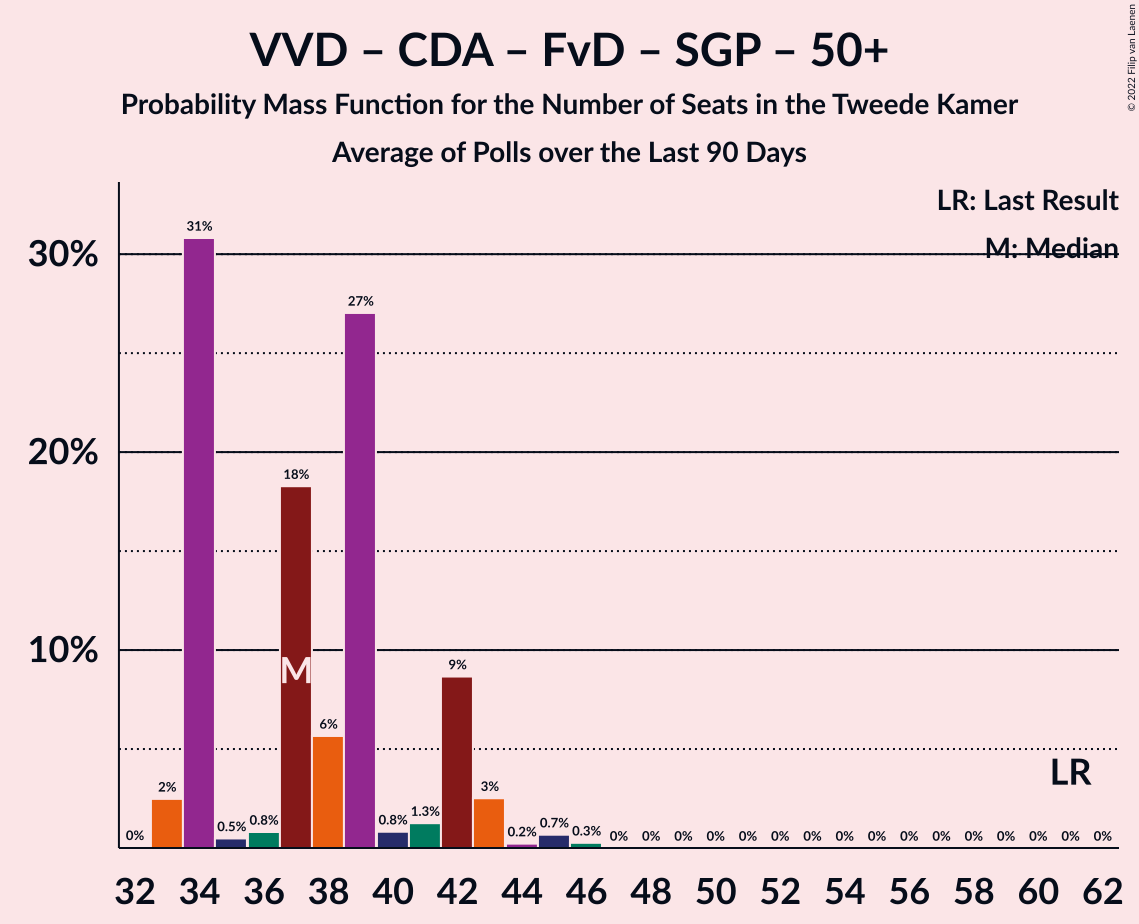 VVD – CDA – FvD – SGP – 50+
Probability Mass Function for the Number of Seats in the Tweede Kamer
Average of Polls over the Last 90 Days
© 2022 Filip van Laenen
LR: Last Result
M: Median
30%
20%
10%
0% 2% 31% 0.5% 0.8% 18% 6% 27% 0.8% 1.3% 9% 3% 0.2% 0.7% 0.3% 0% 0% 0% 0% 0% 0% 0% 0% 0% 0% 0% 0% 0% 0% 0% 0%
M
LR
32 34 36 38 40 42 44 46 48 50 52 54 56 58 60 62